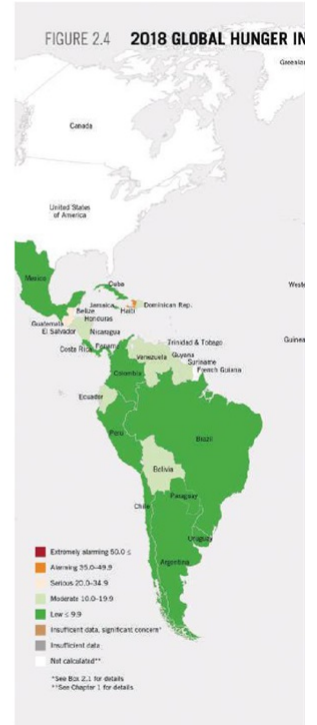 FIGURE 2.4 2018 GLOBAL HUNGER IN
Greenlan
Canada
United States
of America
Mexico
Cuba
Jamaica
Haiti
Dominican Rep.
Belize
Honduras
Guatemala
El Salvador
Nicaragua
Costa Rica
Panama
Trinidad & Tobago
Venezuela
Guyana
Suriname
French Guiana
Weste
Guinea
Colombia
Ecuador
Peru
Brazil
Bolivia
Paraguay
Chile
Uruguay
Argentina
Extremely alarming 50.0 ≤
Alarming 35.0–49.9
Serious 20.0–34.9
Moderate 10.0–19.9
Low ≤ 9.9
Insufficient data, significant concern*
Insufficient data
Not calculated**
*See Box 2.1 for details
**See Chapter 1 for details